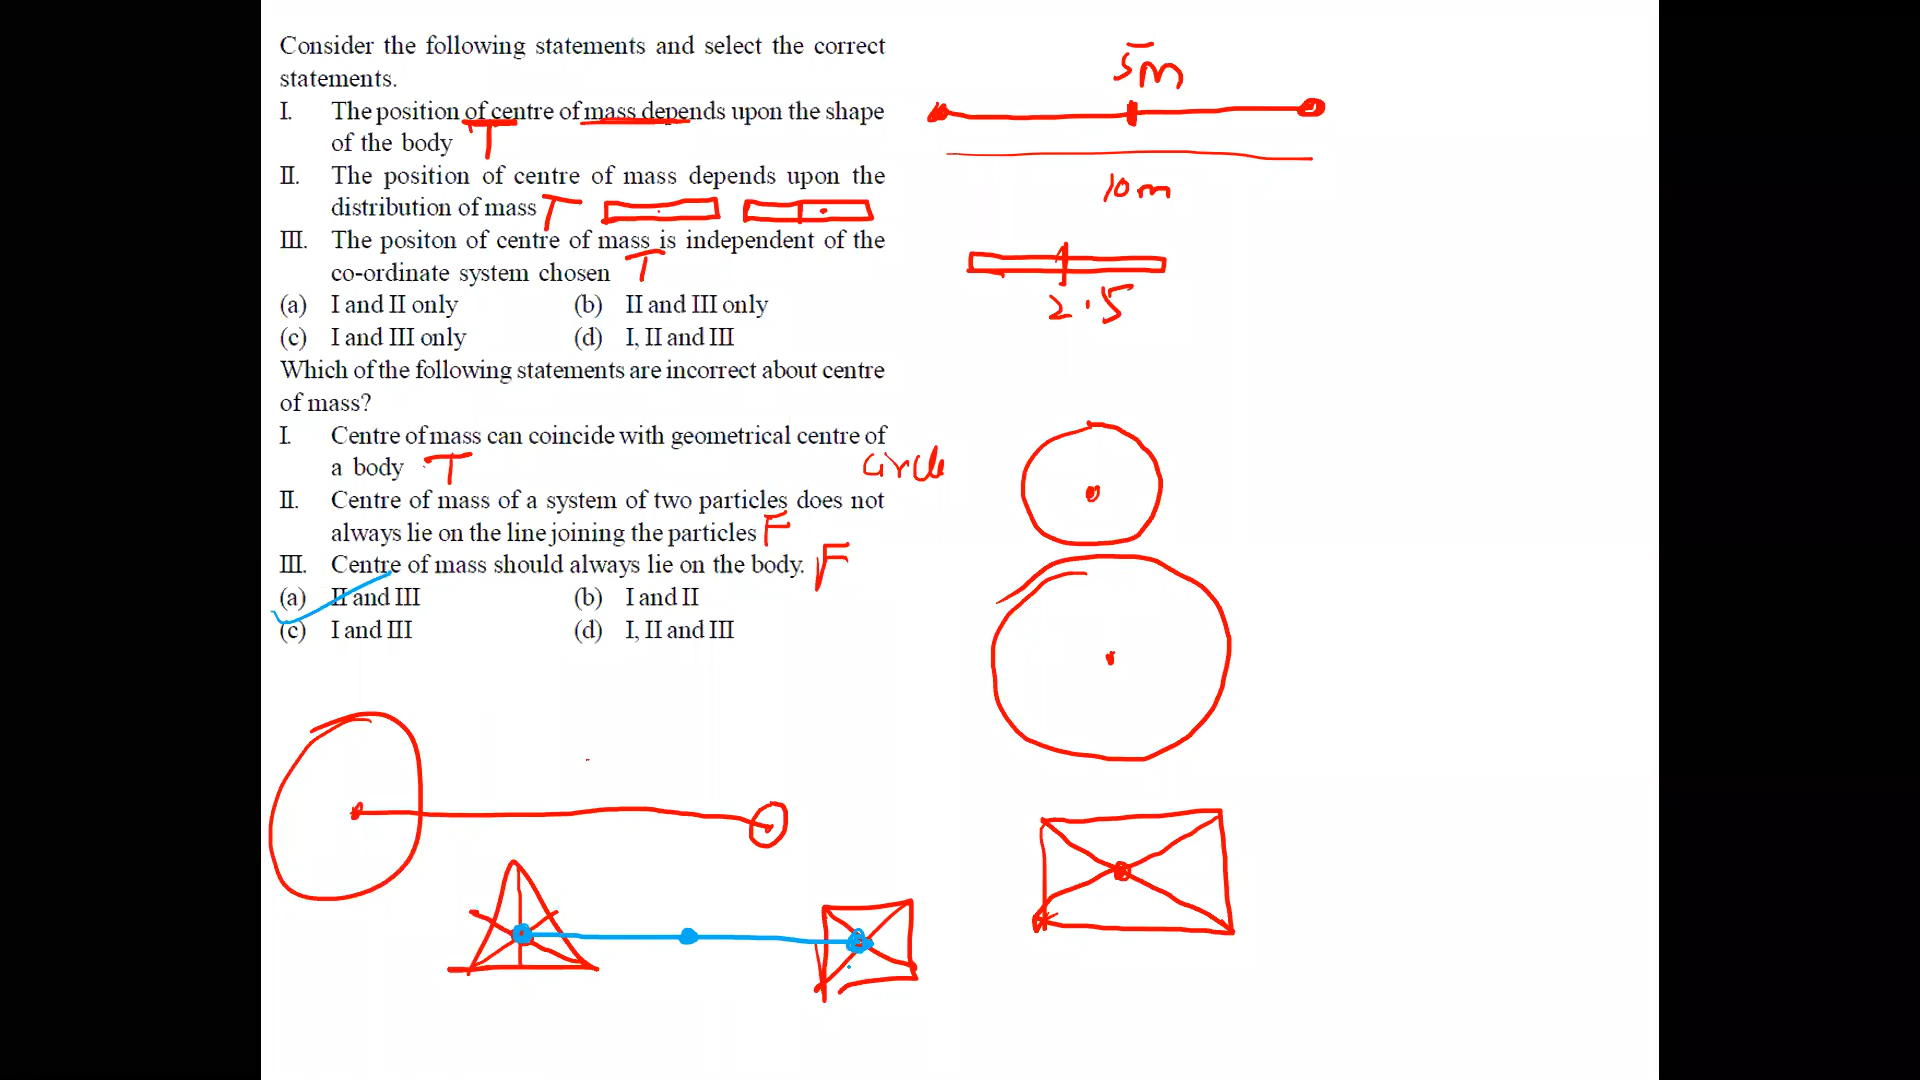 Consider the following statements and select the correct
statements.
I. The position of centre of mass depends upon the shape
of the body T
II. The position of centre of mass depends upon the
distribution of mass T
III. The positon of centre of mass is independent of the
co-ordinate system chosen T
(a) I and II only (b) II and III only
(c) I and III only (d) I, II and III
Which of the following statements are incorrect about centre
of mass?
I. Centre of mass can coincide with geometrical centre of
a body T
II. Centre of mass of a system of two particles does not
always lie on the line joining the particles F
III. Centre of mass should always lie on the body. F
(a) II and III (b) I and II
(c) I and III (d) I, II and III
5m
10m
2.5
circle